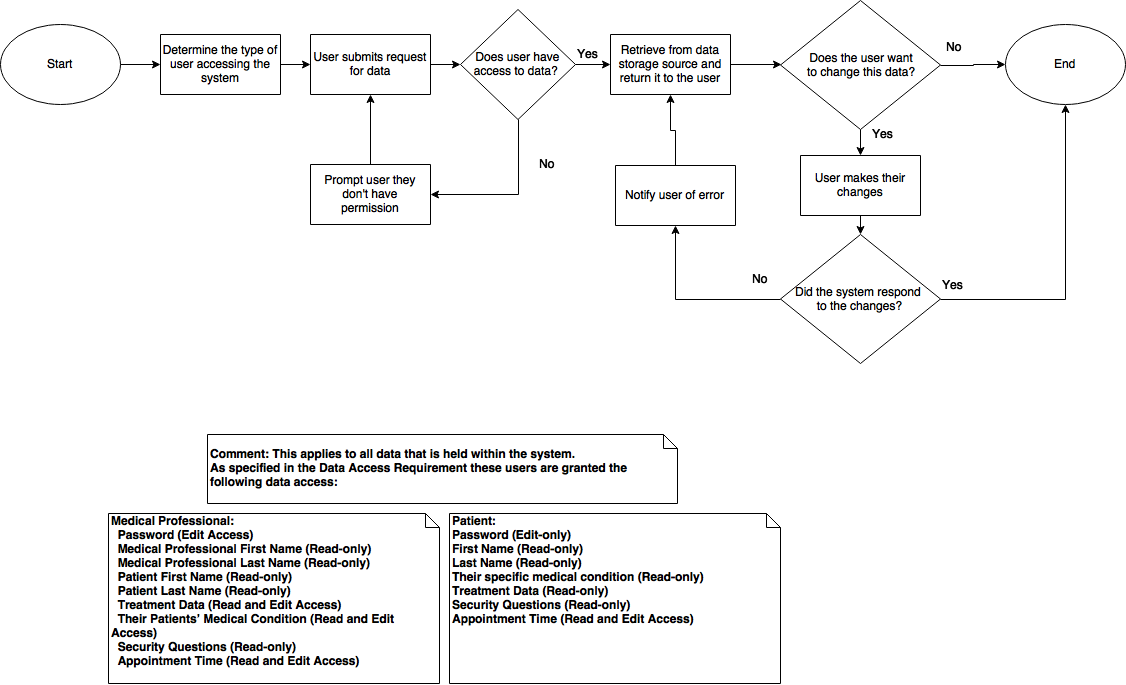 Start
Determine the type of
user accessing the
system
User submits request
for data
Does user have
access to data?
Yes
Retrieve from data
storage source and
return it to the user
Does the user want
to change this data?
No
End
No
Yes
Prompt user they
don't have
permission
Notify user of error
User makes their
changes
No
Did the system respond
to the changes?
Yes
Comment: This applies to all data that is held within the system.
As specified in the Data Access Requirement these users are granted the
following data access:
Medical Professional:
Password (Edit Access)
Medical Professional First Name (Read-only)
Medical Professional Last Name (Read-only)
Patient First Name (Read-only)
Patient Last Name (Read-only)
Treatment Data (Read and Edit Access)
Their Patients' Medical Condition (Read and Edit
Access)
Security Questions (Read-only)
Appointment Time (Read and Edit Access)
Patient:
Password (Edit-only)
First Name (Read-only)
Last Name (Read-only)
Their specific medical condition (Read-only)
Treatment Data (Read-only)
Security Questions (Read-only)
Appointment Time (Read and Edit Access)